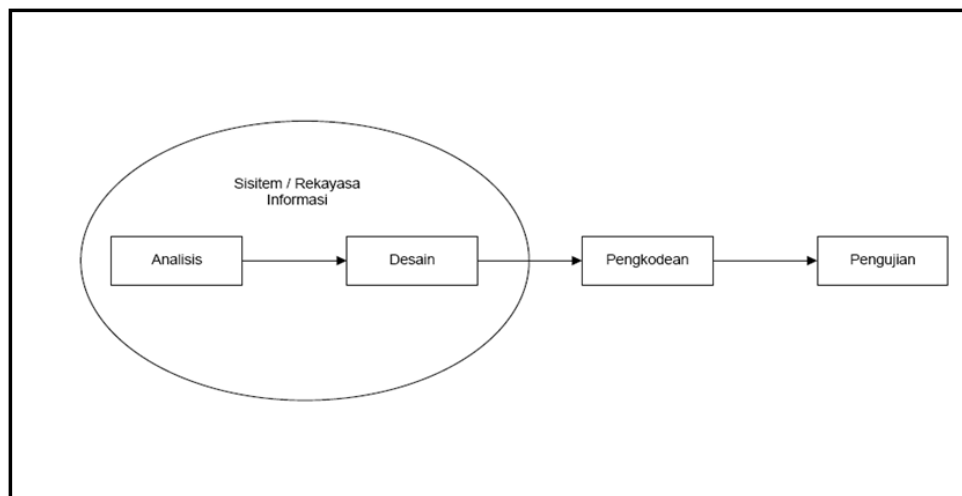 Sisitem / Rekayasa
Informasi
Analisis
Desain
Pengkodean
Pengujian